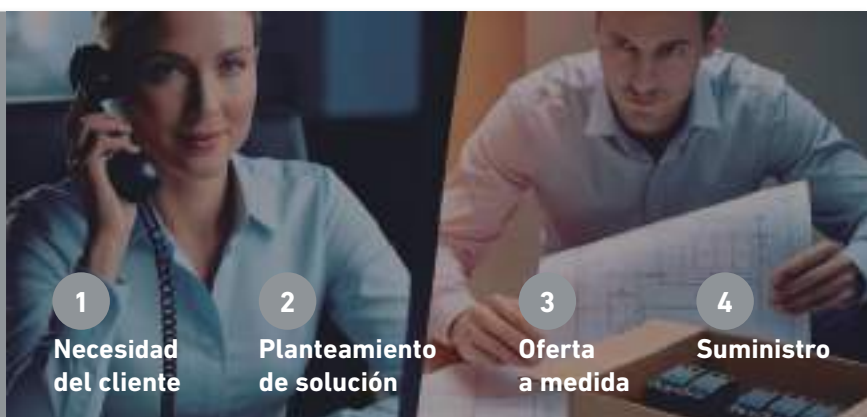 1
Necesidad
del cliente
2
Planteamiento
de solución
3
Oferta
a medida
4
Suministro